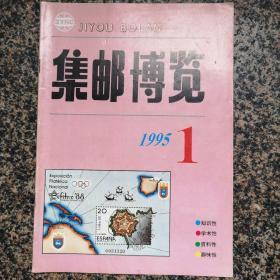 JIYOU BOLAN
集邮博览
1995 1
Exposición
Filatélica
Nacional
20
ESPAÑA
知识性
学术性
资料性
趣味性